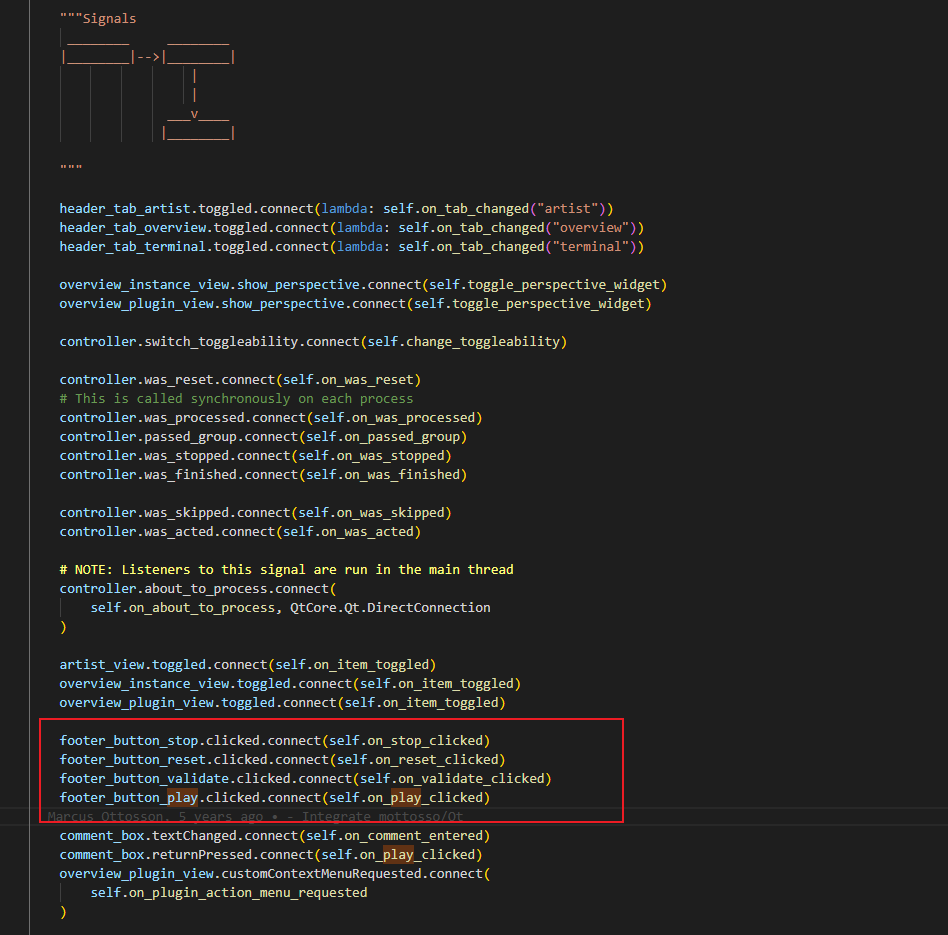 """Signals
 ________     ________
|________|-->|________|
                 |
                 |
              ___v____
             |________|
"""
header_tab_artist.toggled.connect(lambda: self.on_tab_changed("artist"))
header_tab_overview.toggled.connect(lambda: self.on_tab_changed("overview"))
header_tab_terminal.toggled.connect(lambda: self.on_tab_changed("terminal"))
overview_instance_view.show_perspective.connect(self.toggle_perspective_widget)
overview_plugin_view.show_perspective.connect(self.toggle_perspective_widget)
controller.switch_toggleability.connect(self.change_toggleability)
controller.was_reset.connect(self.on_was_reset)
# This is called synchronously on each process
controller.was_processed.connect(self.on_was_processed)
controller.passed_group.connect(self.on_passed_group)
controller.was_stopped.connect(self.on_was_stopped)
controller.was_finished.connect(self.on_was_finished)
controller.was_skipped.connect(self.on_was_skipped)
controller.was_acted.connect(self.on_was_acted)
# NOTE: Listeners to this signal are run in the main thread
controller.about_to_process.connect(
    self.on_about_to_process, QtCore.Qt.DirectConnection
)
artist_view.toggled.connect(self.on_item_toggled)
overview_instance_view.toggled.connect(self.on_item_toggled)
overview_plugin_view.toggled.connect(self.on_item_toggled)
footer_button_stop.clicked.connect(self.on_stop_clicked)
footer_button_reset.clicked.connect(self.on_reset_clicked)
footer_button_validate.clicked.connect(self.on_validate_clicked)
footer_button_play.clicked.connect(self.on_play_clicked)
Marcus Ottosson, 5 years ago • - Integrate mottosso/Qt
comment_box.textChanged.connect(self.on_comment_entered)
comment_box.returnPressed.connect(self.on_play_clicked)
overview_plugin_view.customContextMenuRequested.connect(
    self.on_plugin_action_menu_requested
)